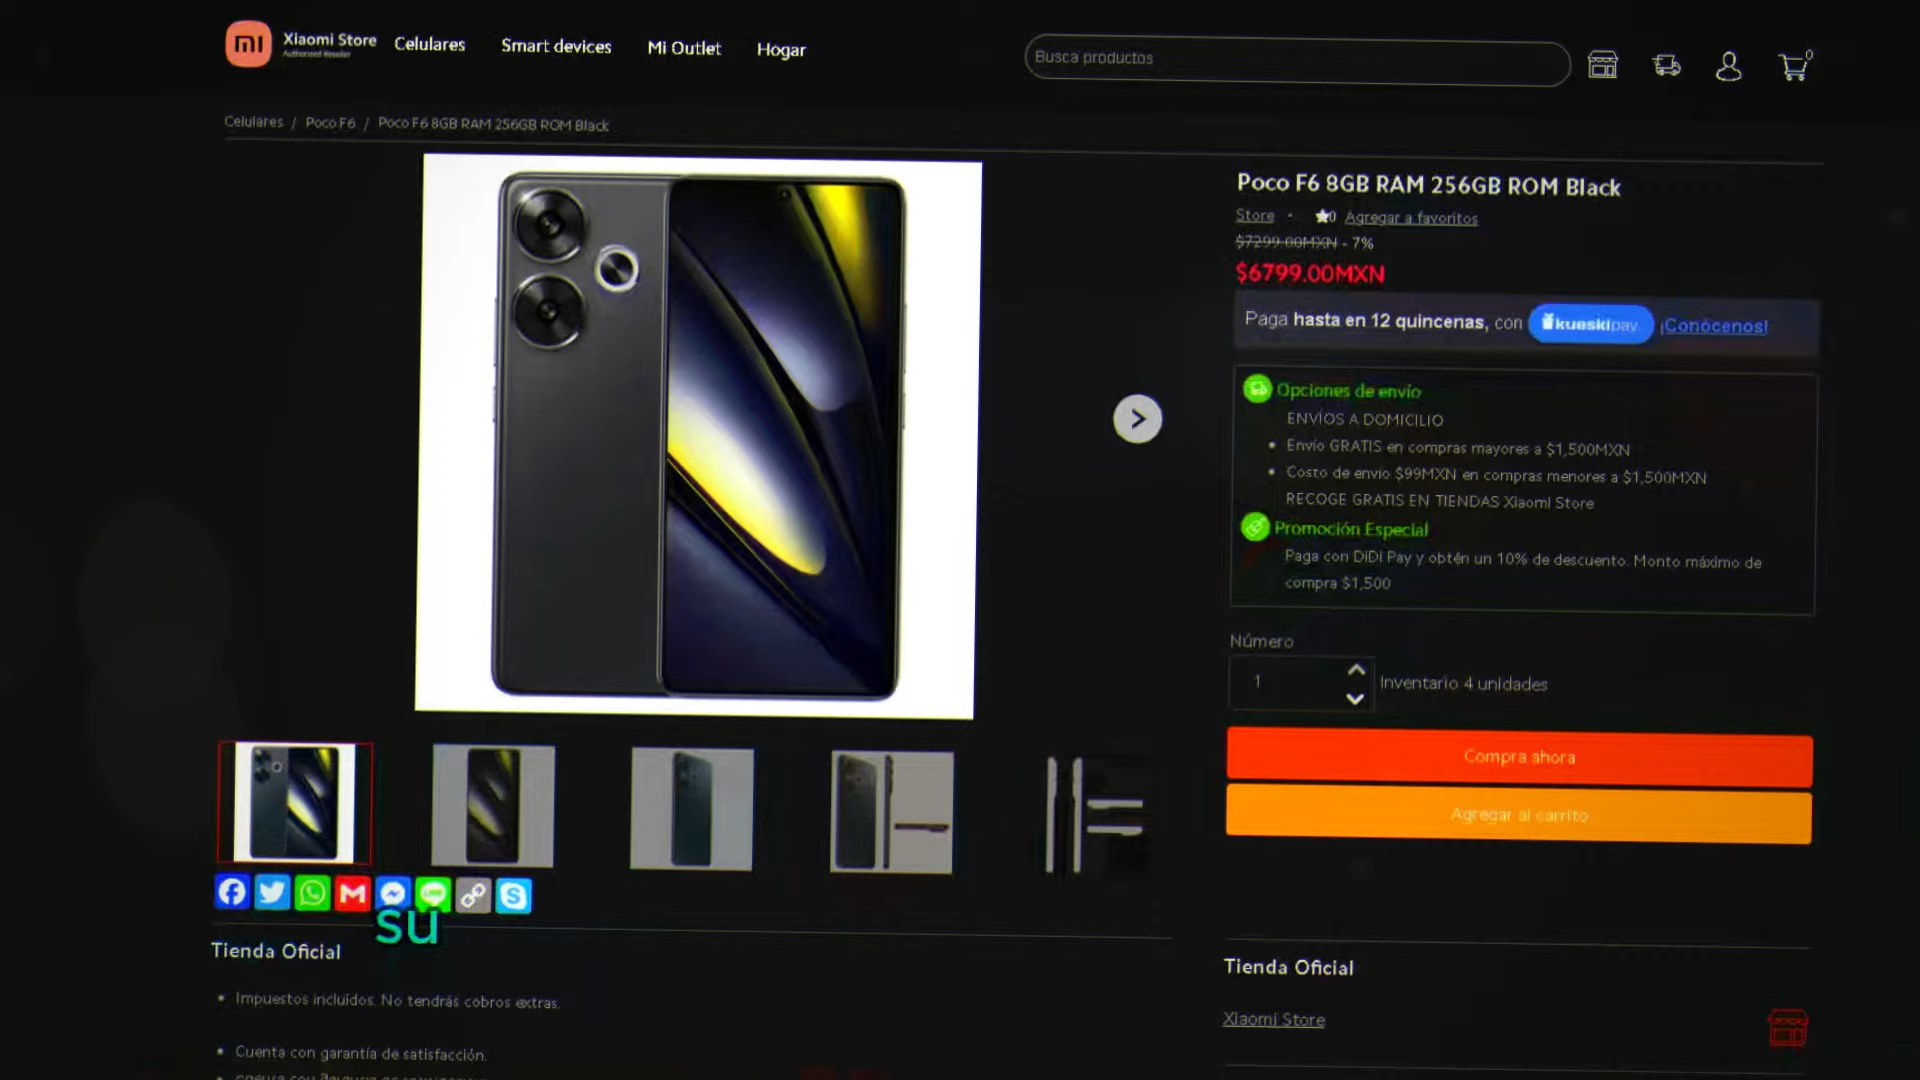 Xiaomi Store
Authorized Reseller
Celulares
Smart devices
Mi Outlet
Hogar
Busca productos
0
Celulares / Poco F6 / Poco F6 8GB RAM 256GB ROM Black
Poco F6 8GB RAM 256GB ROM Black
Store · ★0 Agregar a favoritos
$7299.00MXN - 7%
$6799.00MXN
Paga hasta en 12 quincenas, con kueski pay ¡Conócenos!
Opciones de envío
ENVÍOS A DOMICILIO
• Envío GRATIS en compras mayores a $1,500MXN
• Costo de envío $99MXN en compras menores a $1,500MXN
RECOGE GRATIS EN TIENDAS Xiaomi Store
Promoción Especial
Paga con DIDI Pay y obtén un 10% de descuento. Monto máximo de
compra $1,500
Número
1
Inventario 4 unidades
Compra ahora
Agregar al carrito
su
Tienda Oficial
• Impuestos incluidos. No tendrás cobros extras.
• Cuenta con garantía de satisfacción.
Tienda Oficial
Xiaomi Store